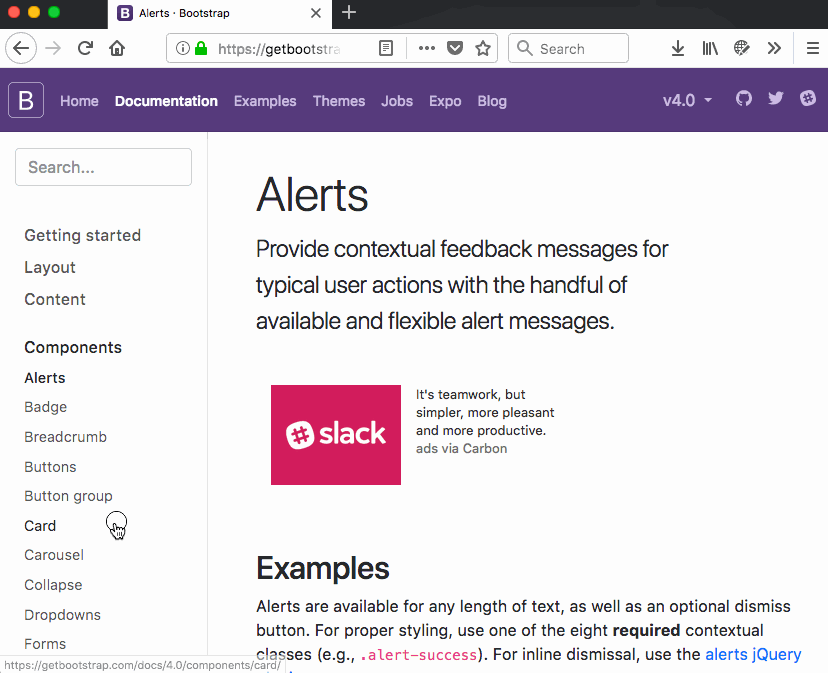 B Alerts · Bootstrap
https://getbootstra
Search
B Home Documentation Examples Themes Jobs Expo Blog v4.0
Search...
Getting started
Layout
Content
Components
Alerts
Badge
Breadcrumb
Buttons
Button group
Card
Carousel
Collapse
Dropdowns
Forms
Alerts
Provide contextual feedback messages for
typical user actions with the handful of
available and flexible alert messages.
slack
It's teamwork, but
simpler, more pleasant
and more productive.
ads via Carbon
Examples
Alerts are available for any length of text, as well as an optional dismiss
button. For proper styling, use one of the eight required contextual
classes (e.g., .alert-success). For inline dismissal, use the alerts jQuery
https://getbootstrap.com/docs/4.0/components/card/